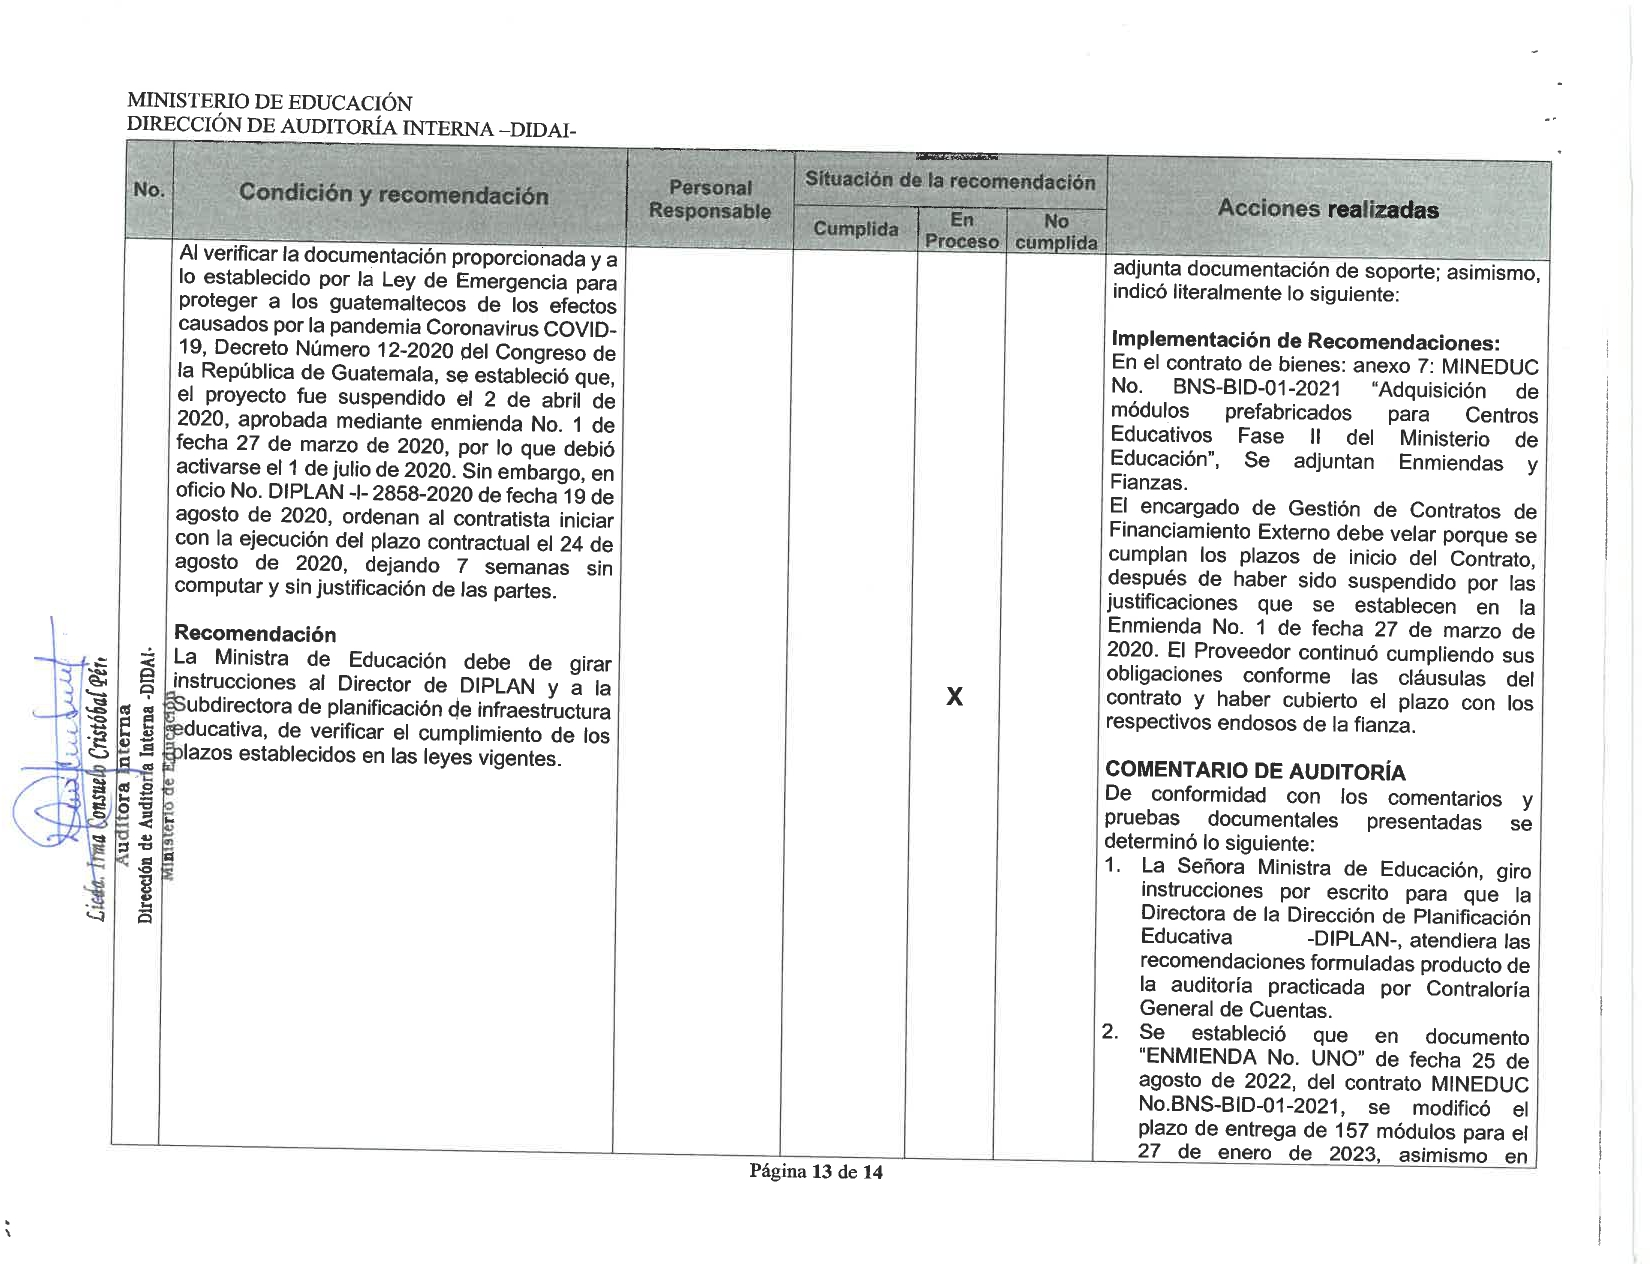 MINISTERIO DE EDUCACIÓN
DIRECCIÓN DE AUDITORÍA INTERNA –DIDAI-
No.
Condición y recomendación
Personal
Responsable
Situación de la recomendación
Cumplida
En
Proceso
No
cumplida
Acciones realizadas
Al verificar la documentación proporcionada y a
lo establecido por la Ley de Emergencia para
proteger a los guatemaltecos de los efectos
causados por la pandemia Coronavirus COVID-
19, Decreto Número 12-2020 del Congreso de
la República de Guatemala, se estableció que,
el proyecto fue suspendido el 2 de abril de
2020, aprobada mediante enmienda No. 1 de
fecha 27 de marzo de 2020, por lo que debió
activarse el 1 de julio de 2020. Sin embargo, en
oficio No. DIPLAN -I- 2858-2020 de fecha 19 de
agosto de 2020, ordenan al contratista iniciar
con la ejecución del plazo contractual el 24 de
agosto de 2020, dejando 7 semanas sin
computar y sin justificación de las partes.
Recomendación
La Ministra de Educación debe de girar
instrucciones al Director de DIPLAN y a la
Subdirectora de planificación de infraestructura
educativa, de verificar el cumplimiento de los
plazos establecidos en las leyes vigentes.
X
adjunta documentación de soporte; asimismo,
indicó literalmente lo siguiente:
Implementación de Recomendaciones:
En el contrato de bienes: anexo 7: MINEDUC
No. BNS-BID-01-2021 “Adquisición de
módulos prefabricados para Centros
Educativos Fase II del Ministerio de
Educación”, Se adjuntan Enmiendas y
Fianzas.
El encargado de Gestión de Contratos de
Financiamiento Externo debe velar porque se
cumplan los plazos de inicio del Contrato,
después de haber sido suspendido por las
justificaciones que se establecen en la
Enmienda No. 1 de fecha 27 de marzo de
2020. El Proveedor continuó cumpliendo sus
obligaciones conforme las cláusulas del
contrato y haber cubierto el plazo con los
respectivos endosos de la fianza.
COMENTARIO DE AUDITORÍA
De conformidad con los comentarios y
pruebas documentales presentadas se
determinó lo siguiente:
1. La Señora Ministra de Educación, giro
instrucciones por escrito para que la
Directora de la Dirección de Planificación
Educativa -DIPLAN-, atendiera las
recomendaciones formuladas producto de
la auditoría practicada por Contraloría
General de Cuentas.
2. Se estableció que en documento
"ENMIENDA No. UNO" de fecha 25 de
agosto de 2022, del contrato MINEDUC
No.BNS-BID-01-2021, se modificó el
plazo de entrega de 157 módulos para el
27 de enero de 2023, asimismo en
Licda. Irma Consuelo Cristóbal
Auditora Interna
Dirección de Auditoría Interna -DIDAI-
Ministerio de Educación
Página 13 de 14